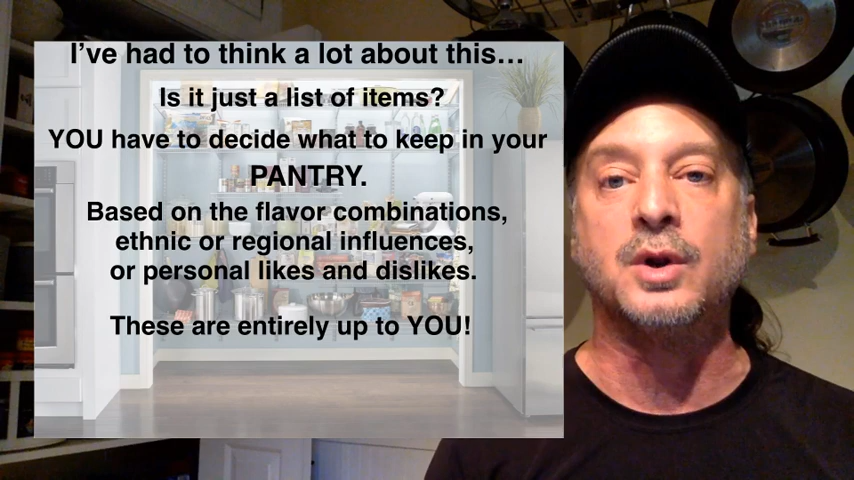 I’ve had to think a lot about this…
Is it just a list of items?
YOU have to decide what to keep in your
PANTRY.
Based on the flavor combinations,
ethnic or regional influences,
or personal likes and dislikes.
These are entirely up to YOU!